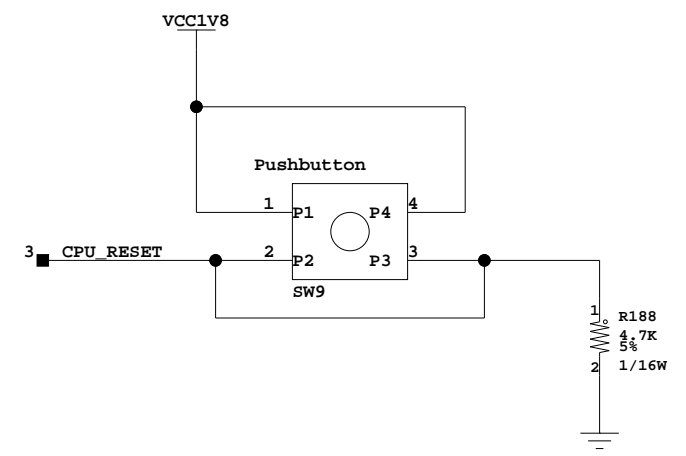 VCC1V8
Pushbutton
1 P1 P4 4
3 CPU_RESET 2 P2 P3 3
SW9
1 R188
4.7K
5%
2 1/16W